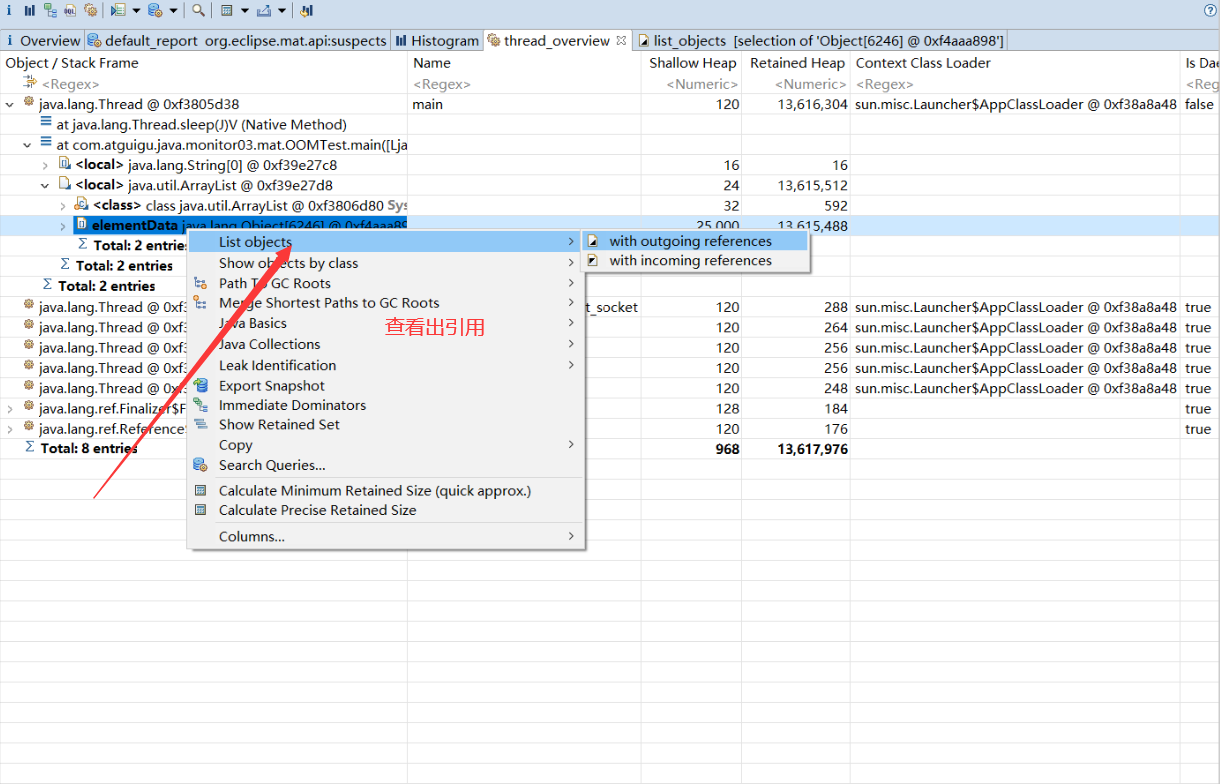 Overview default_report org.eclipse.mat.api:suspects Histogram thread_overview list_objects [selection of 'Object[6246] @ 0xf4aaa898']
Object / Stack Frame Name Shallow Heap Retained Heap Context Class Loader Is Dae
<Regex> <Regex> <Numeric> <Numeric> <Regex> <Reg
java.lang.Thread @ 0xf3805d38 main 120 13,616,304 sun.misc.Launcher$AppClassLoader @ 0xf38a8a48 false
at java.lang.Thread.sleep(J)V (Native Method)
at com.atguigu.java.monitor03.mat.OOMTest.main([Lja
<local> java.lang.String[0] @ 0xf39e27c8 16 16
<local> java.util.ArrayList @ 0xf39e27d8 24 13,615,512
<class> class java.util.ArrayList @ 0xf3806d80 Sys 32 592
elementData java.lang.Object[6246] @ 0xf4aaa89 25,000 13,615,488
Σ Total: 2 entries
Σ Total: 2 entries
Σ Total: 2 entries
java.lang.Thread @ 0xf3 t_socket 120 288 sun.misc.Launcher$AppClassLoader @ 0xf38a8a48 true
java.lang.Thread @ 0xf3 120 264 sun.misc.Launcher$AppClassLoader @ 0xf38a8a48 true
java.lang.Thread @ 0xf3 120 256 sun.misc.Launcher$AppClassLoader @ 0xf38a8a48 true
java.lang.Thread @ 0xf3 120 256 sun.misc.Launcher$AppClassLoader @ 0xf38a8a48 true
java.lang.Thread @ 0xf3 120 248 sun.misc.Launcher$AppClassLoader @ 0xf38a8a48 true
java.lang.ref.Finalizer$F 128 184 true
java.lang.ref.Reference 120 176 true
Σ Total: 8 entries 968 13,617,976
List objects
Show objects by class
Path To GC Roots
Merge Shortest Paths to GC Roots
Java Basics
Java Collections
Leak Identification
Export Snapshot
Immediate Dominators
Show Retained Set
Copy
Search Queries...
Calculate Minimum Retained Size (quick approx.)
Calculate Precise Retained Size
Columns...
with outgoing references
with incoming references
查看出引用